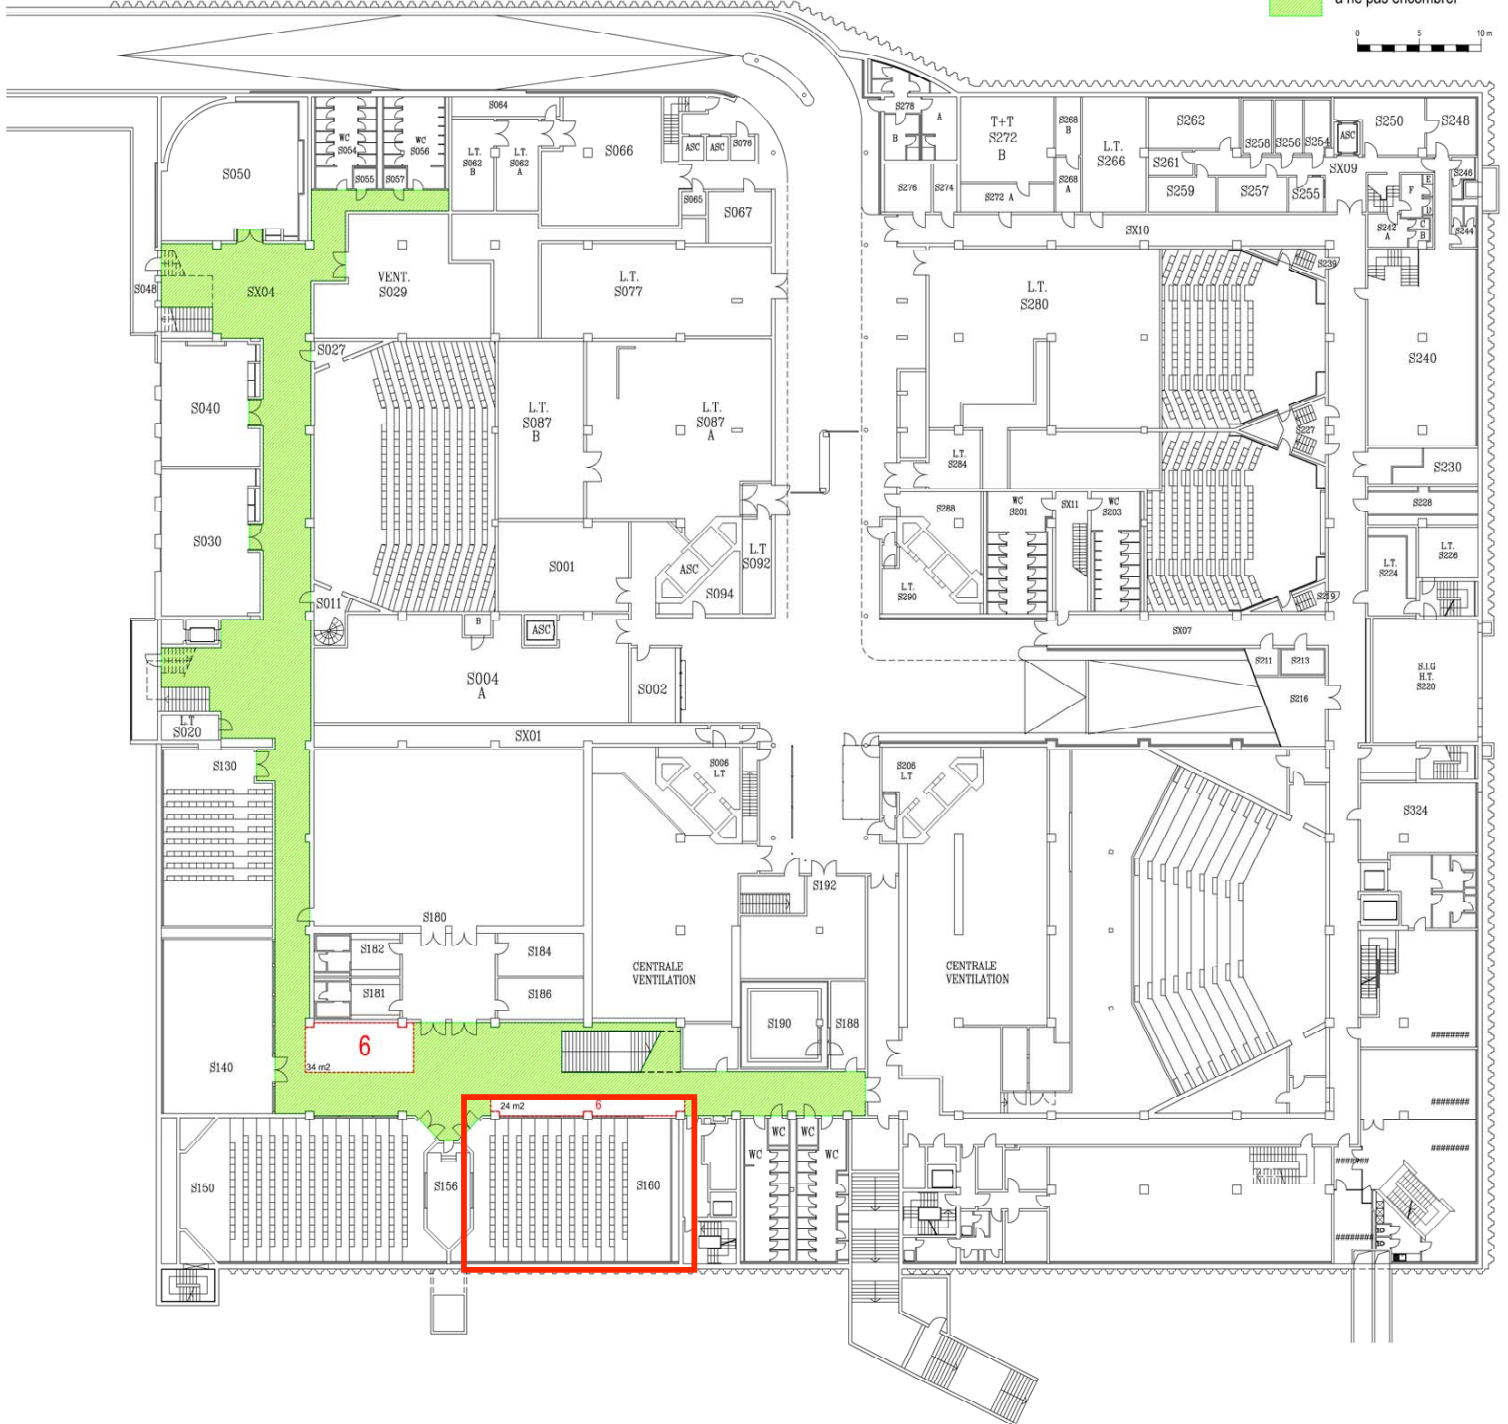 à ne pas encombrer
0 5 10 m
S064
S278
A
T+T
S272
B
S268
B
L.T.
S266
S262
S258
S256
S254
ASC
S250
S248
WC
S054
WC
S056
L.T.
S062
B
L.T.
S062
A
S066
ASC
ASC
S076
B
S050
S055
S057
S065
S067
S276
S274
S272 A
S268
A
S261
S259
S257
S255
SX09
F
E
D
C
B
S246
S242
A
S244
SX10
S048
SX04
VENT.
S029
L.T.
S077
L.T.
S280
S239
S027
S240
S040
L.T.
S087
B
L.T.
S087
A
S227
L.T.
S284
S230
S228
S030
S001
ASC
S094
L.T
S092
S288
WC
S201
SX11
WC
S203
L.T.
S290
L.T.
S224
L.T.
S226
S219
S011
B
ASC
S004
A
S002
SX07
S211
S213
S216
S.I.G
H.T.
S220
L.T
S020
SX01
S130
S006
L.T
S206
L.T
S324
S192
S180
S182
S184
S181
S186
CENTRALE
VENTILATION
CENTRALE
VENTILATION
S190
S188
6
34 m2
S140
24 m2
6
########
########
########
########
########
WC
WC
WC
WC
S150
S156
S160